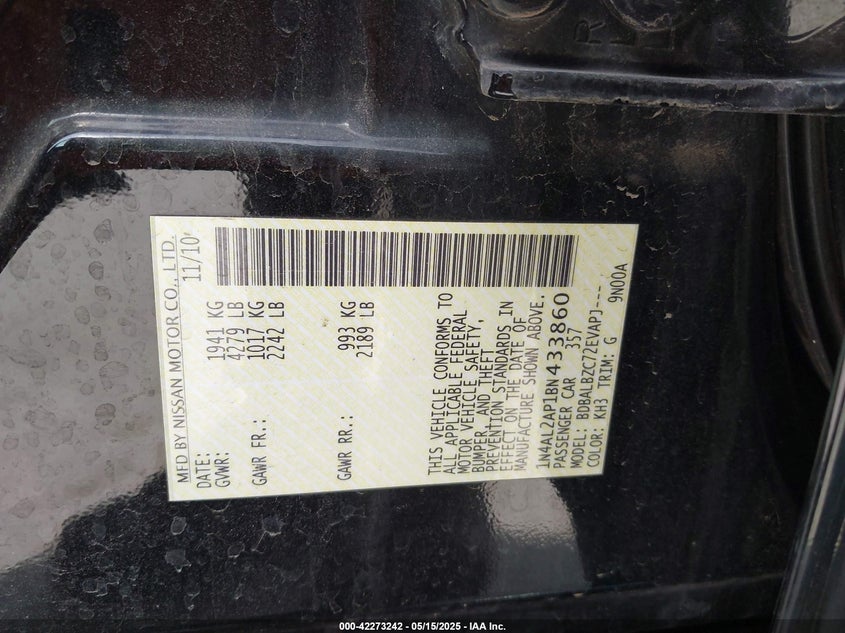 MFD BY NISSAN MOTOR CO., LTD.
DATE: 11/10
GVWR: 1941 KG
4279 LB
GAWR FR.: 1017 KG
2242 LB
GAWR RR.: 993 KG
2189 LB
THIS VEHICLE CONFORMS TO
ALL APPLICABLE FEDERAL
MOTOR VEHICLE SAFETY,
BUMPER, AND THEFT
PREVENTION STANDARDS IN
EFFECT ON THE DATE OF
MANUFACTURE SHOWN ABOVE.
1N4AL2AP1BN433860
PASSENGER CAR 357
MODEL: BDBALBZC72EVAPJ---
COLOR: KH3 TRIM: G 9N00A
000-42273242 - 05/15/2025 - IAA Inc.